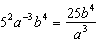 5²a⁻³b⁴ = 25b⁴/a³